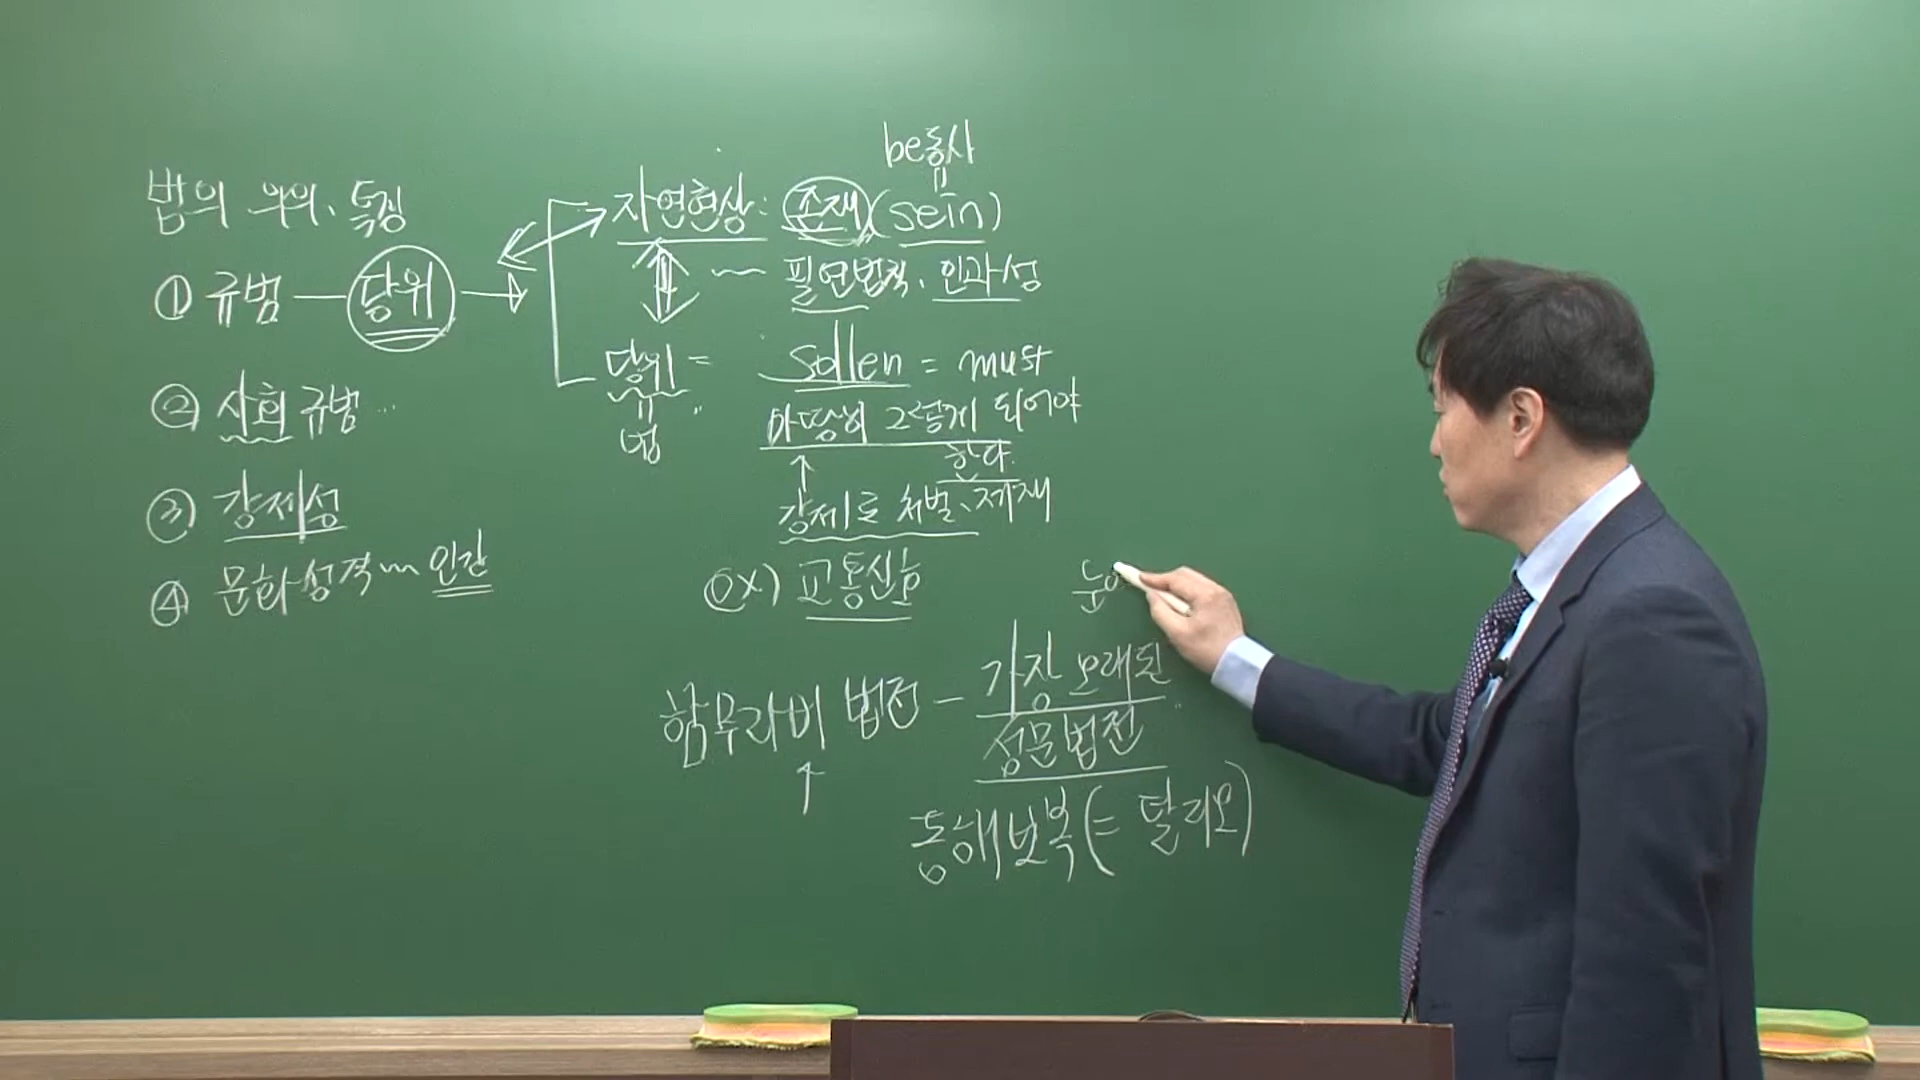 법의 의의、특징
① 규범 — 당위 →
② 사회 규범 …
③ 강제성
④ 문화성격 ~ 인간
be동사
=
자연현상 : 존재 (sein)
~ 필연법칙、인과성
당위 = sollen = must
= "
법
마땅히 그렇게 되어야
한다.
↑
강제로 처벌、제재
ex) 교통신호
눈에
함무라비 법전 — 가장 오래된
성문법전
↑
동해보복 (= 탈리오)